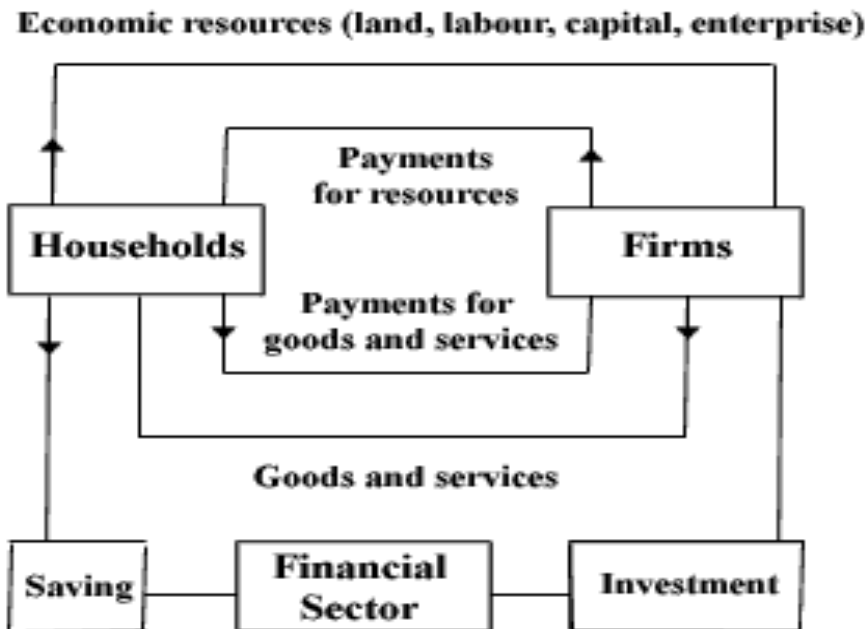 Economic resources (land, labour, capital, enterprise)
Payments
for resources
Households
Firms
Payments for
goods and services
Goods and services
Saving
Financial
Sector
Investment